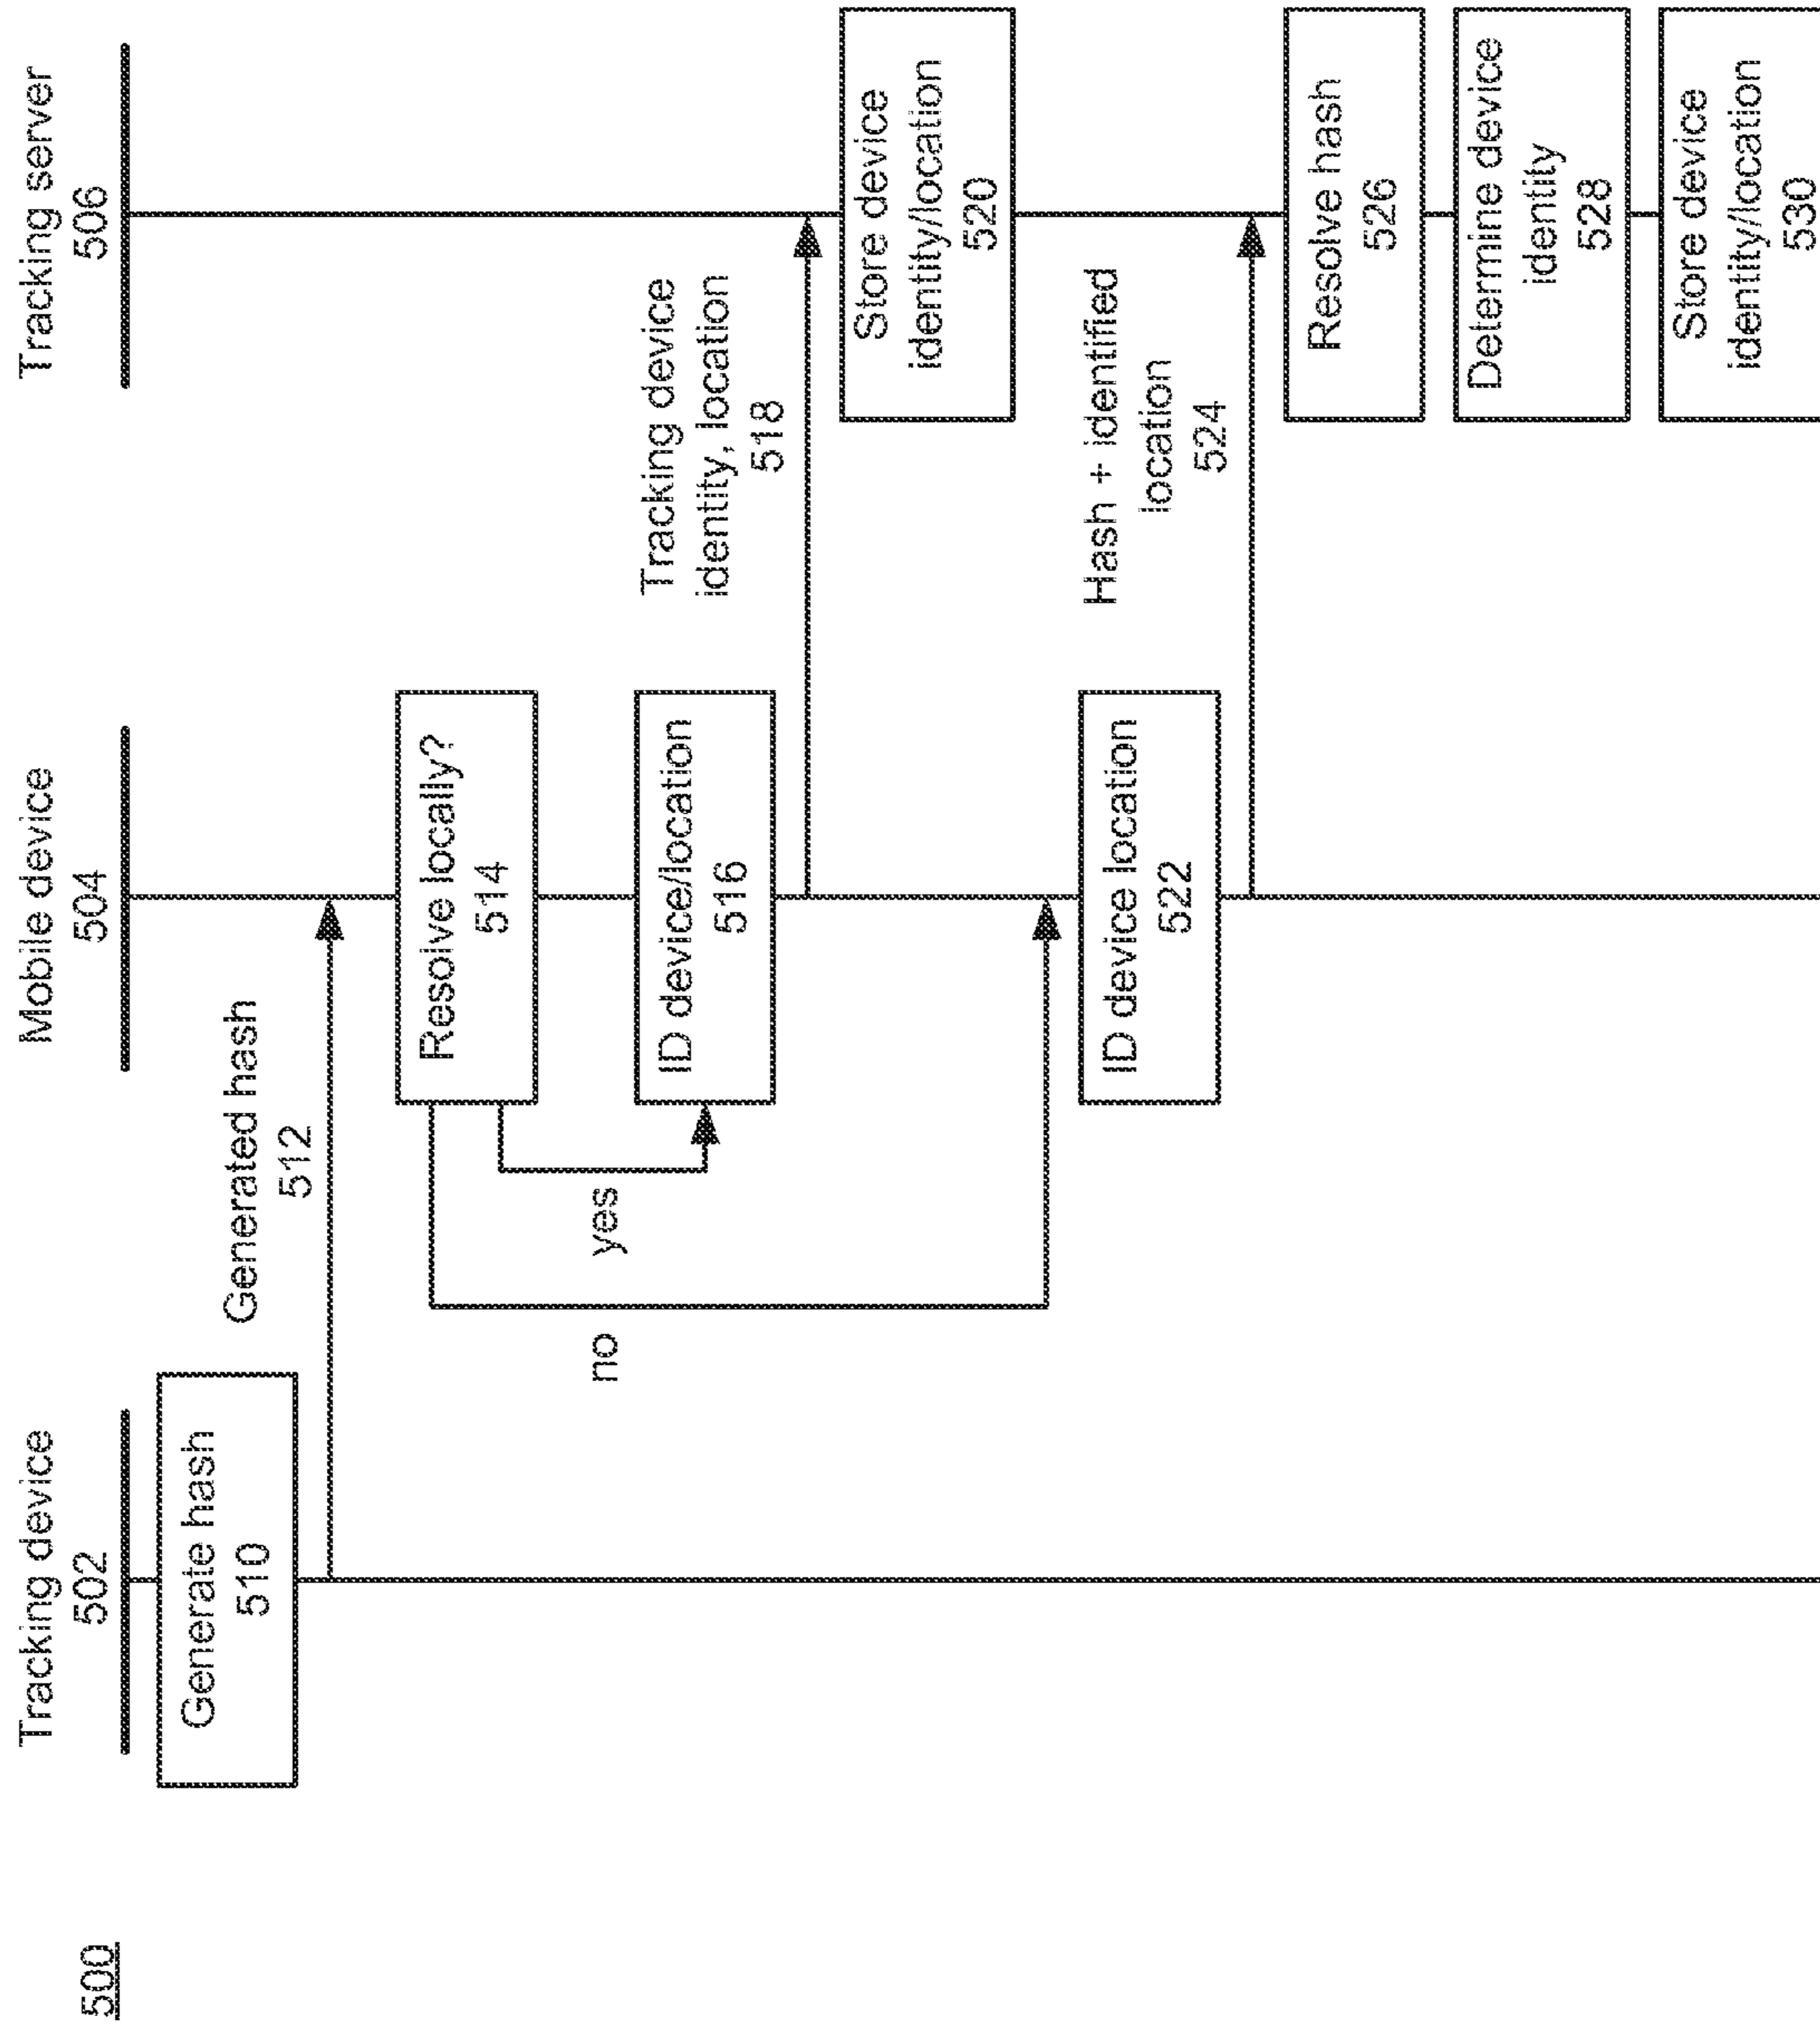 500
Tracking device
502
Mobile device
504
Tracking server
506
Generate hash
510
Generated hash
512
Resolve locally?
514
no
yes
ID device/location
516
Tracking device
identity, location
518
Store device
identity/location
520
ID device location
522
Hash + identified
location
524
Resolve hash
526
Determine device
identity
528
Store device
identity/location
530